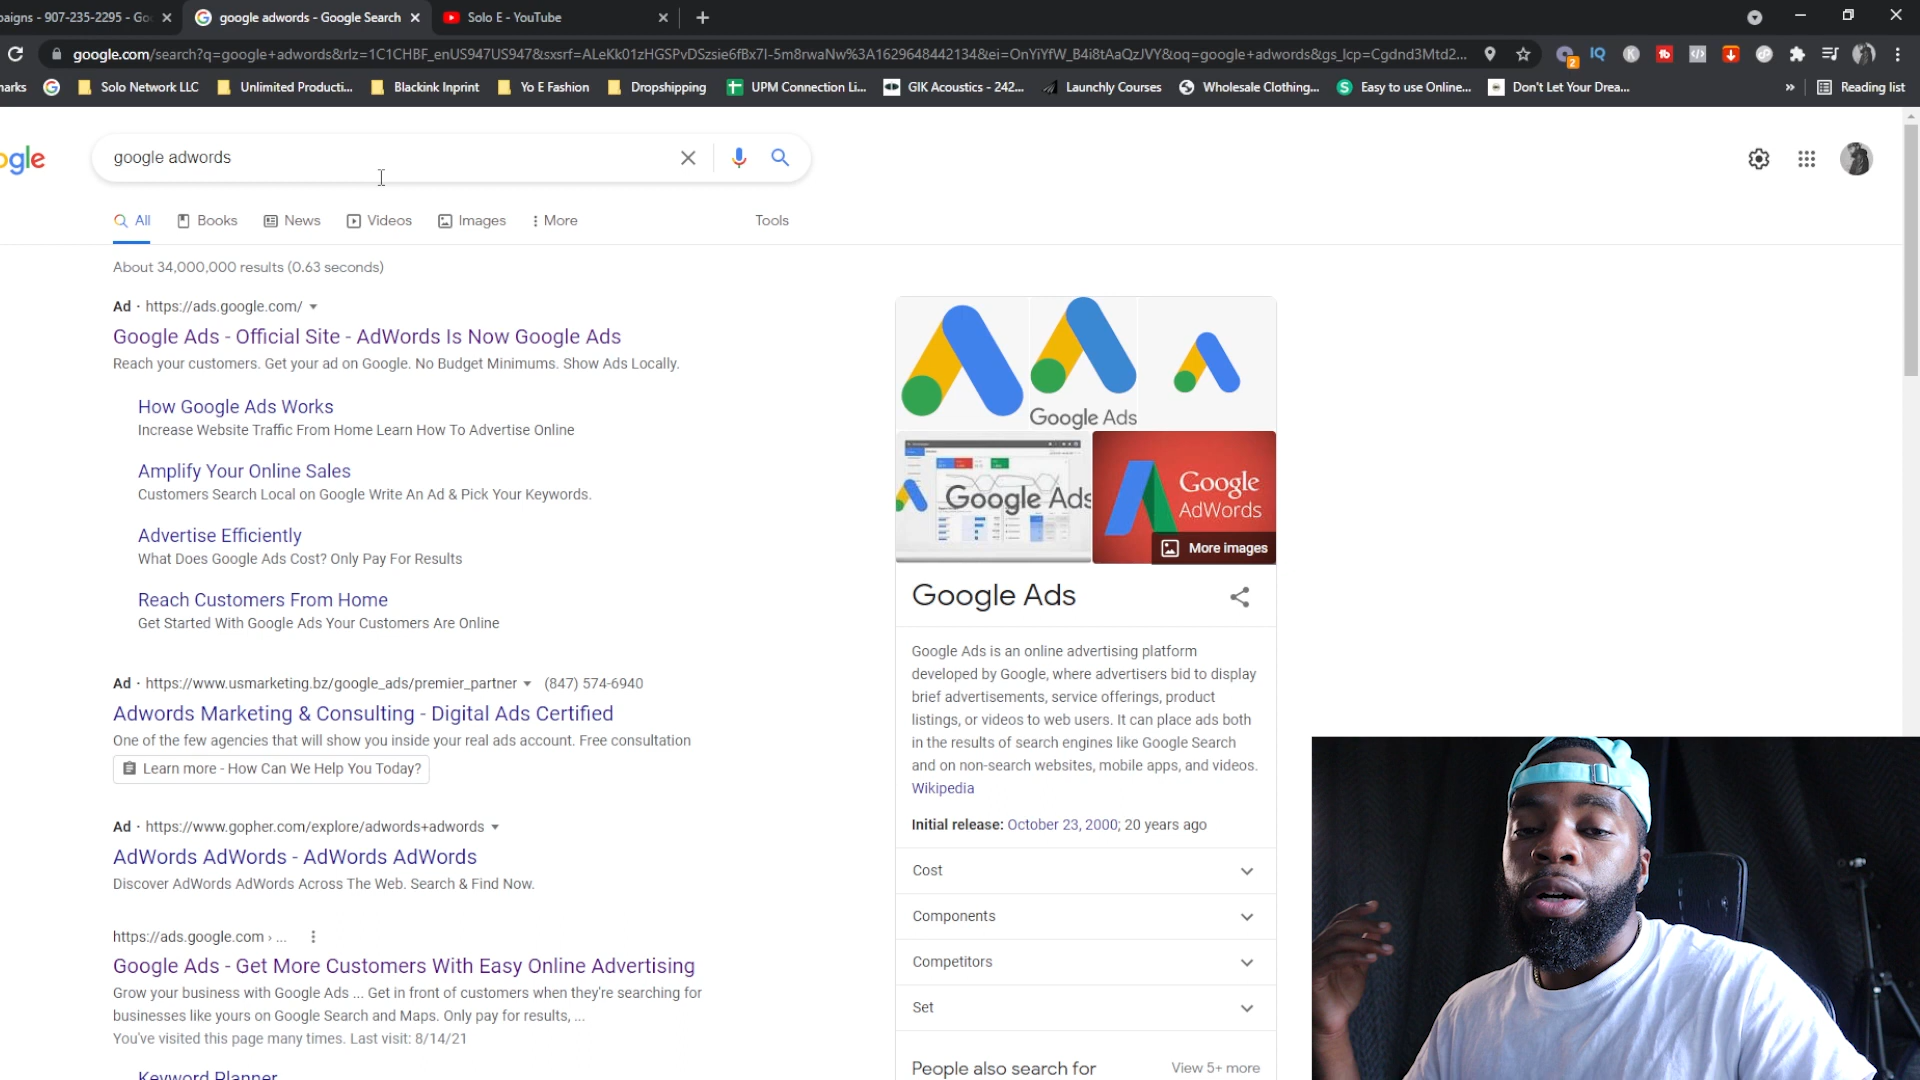 paigns - 907-235-2295 - Go
google adwords - Google Search
Solo E - YouTube
google.com/search?q=google+adwords&rlz=1C1CHBF_enUS947US947&sxsrf=ALeKk01zHGSPvDSzsie6fBx7I-5m8rwaNw%3A1629648442134&ei=OnYiYfW_B4i8tAaQzJVY&oq=google+adwords&gs_lcp=Cgdnd3Mtd2...
arks
Solo Network LLC
Unlimited Producti...
Blackink Inprint
Yo E Fashion
Dropshipping
UPM Connection Li...
GIK Acoustics - 242...
Launchly Courses
Wholesale Clothing...
Easy to use Online...
Don't Let Your Drea...
» Reading list
ogle
google adwords
All Books News Videos Images More Tools
About 34,000,000 results (0.63 seconds)
Ad · https://ads.google.com/
Google Ads - Official Site - AdWords Is Now Google Ads
Reach your customers. Get your ad on Google. No Budget Minimums. Show Ads Locally.
How Google Ads Works
Increase Website Traffic From Home Learn How To Advertise Online
Amplify Your Online Sales
Customers Search Local on Google Write An Ad & Pick Your Keywords.
Advertise Efficiently
What Does Google Ads Cost? Only Pay For Results
Reach Customers From Home
Get Started With Google Ads Your Customers Are Online
Ad · https://www.usmarketing.bz/google_ads/premier_partner (847) 574-6940
Adwords Marketing & Consulting - Digital Ads Certified
One of the few agencies that will show you inside your real ads account. Free consultation
Learn more - How Can We Help You Today?
Ad · https://www.gopher.com/explore/adwords+adwords
AdWords AdWords - AdWords AdWords
Discover AdWords AdWords Across The Web. Search & Find Now.
https://ads.google.com › ...
Google Ads - Get More Customers With Easy Online Advertising
Grow your business with Google Ads ... Get in front of customers when they're searching for
businesses like yours on Google Search and Maps. Only pay for results, ...
You've visited this page many times. Last visit: 8/14/21
Keyword Planner
Google Ads
Google Ads
Google
AdWords
More images
Google Ads
Google Ads is an online advertising platform
developed by Google, where advertisers bid to display
brief advertisements, service offerings, product
listings, or videos to web users. It can place ads both
in the results of search engines like Google Search
and on non-search websites, mobile apps, and videos.
Wikipedia
Initial release: October 23, 2000; 20 years ago
Cost
Components
Competitors
Set
People also search for
View 5+ more